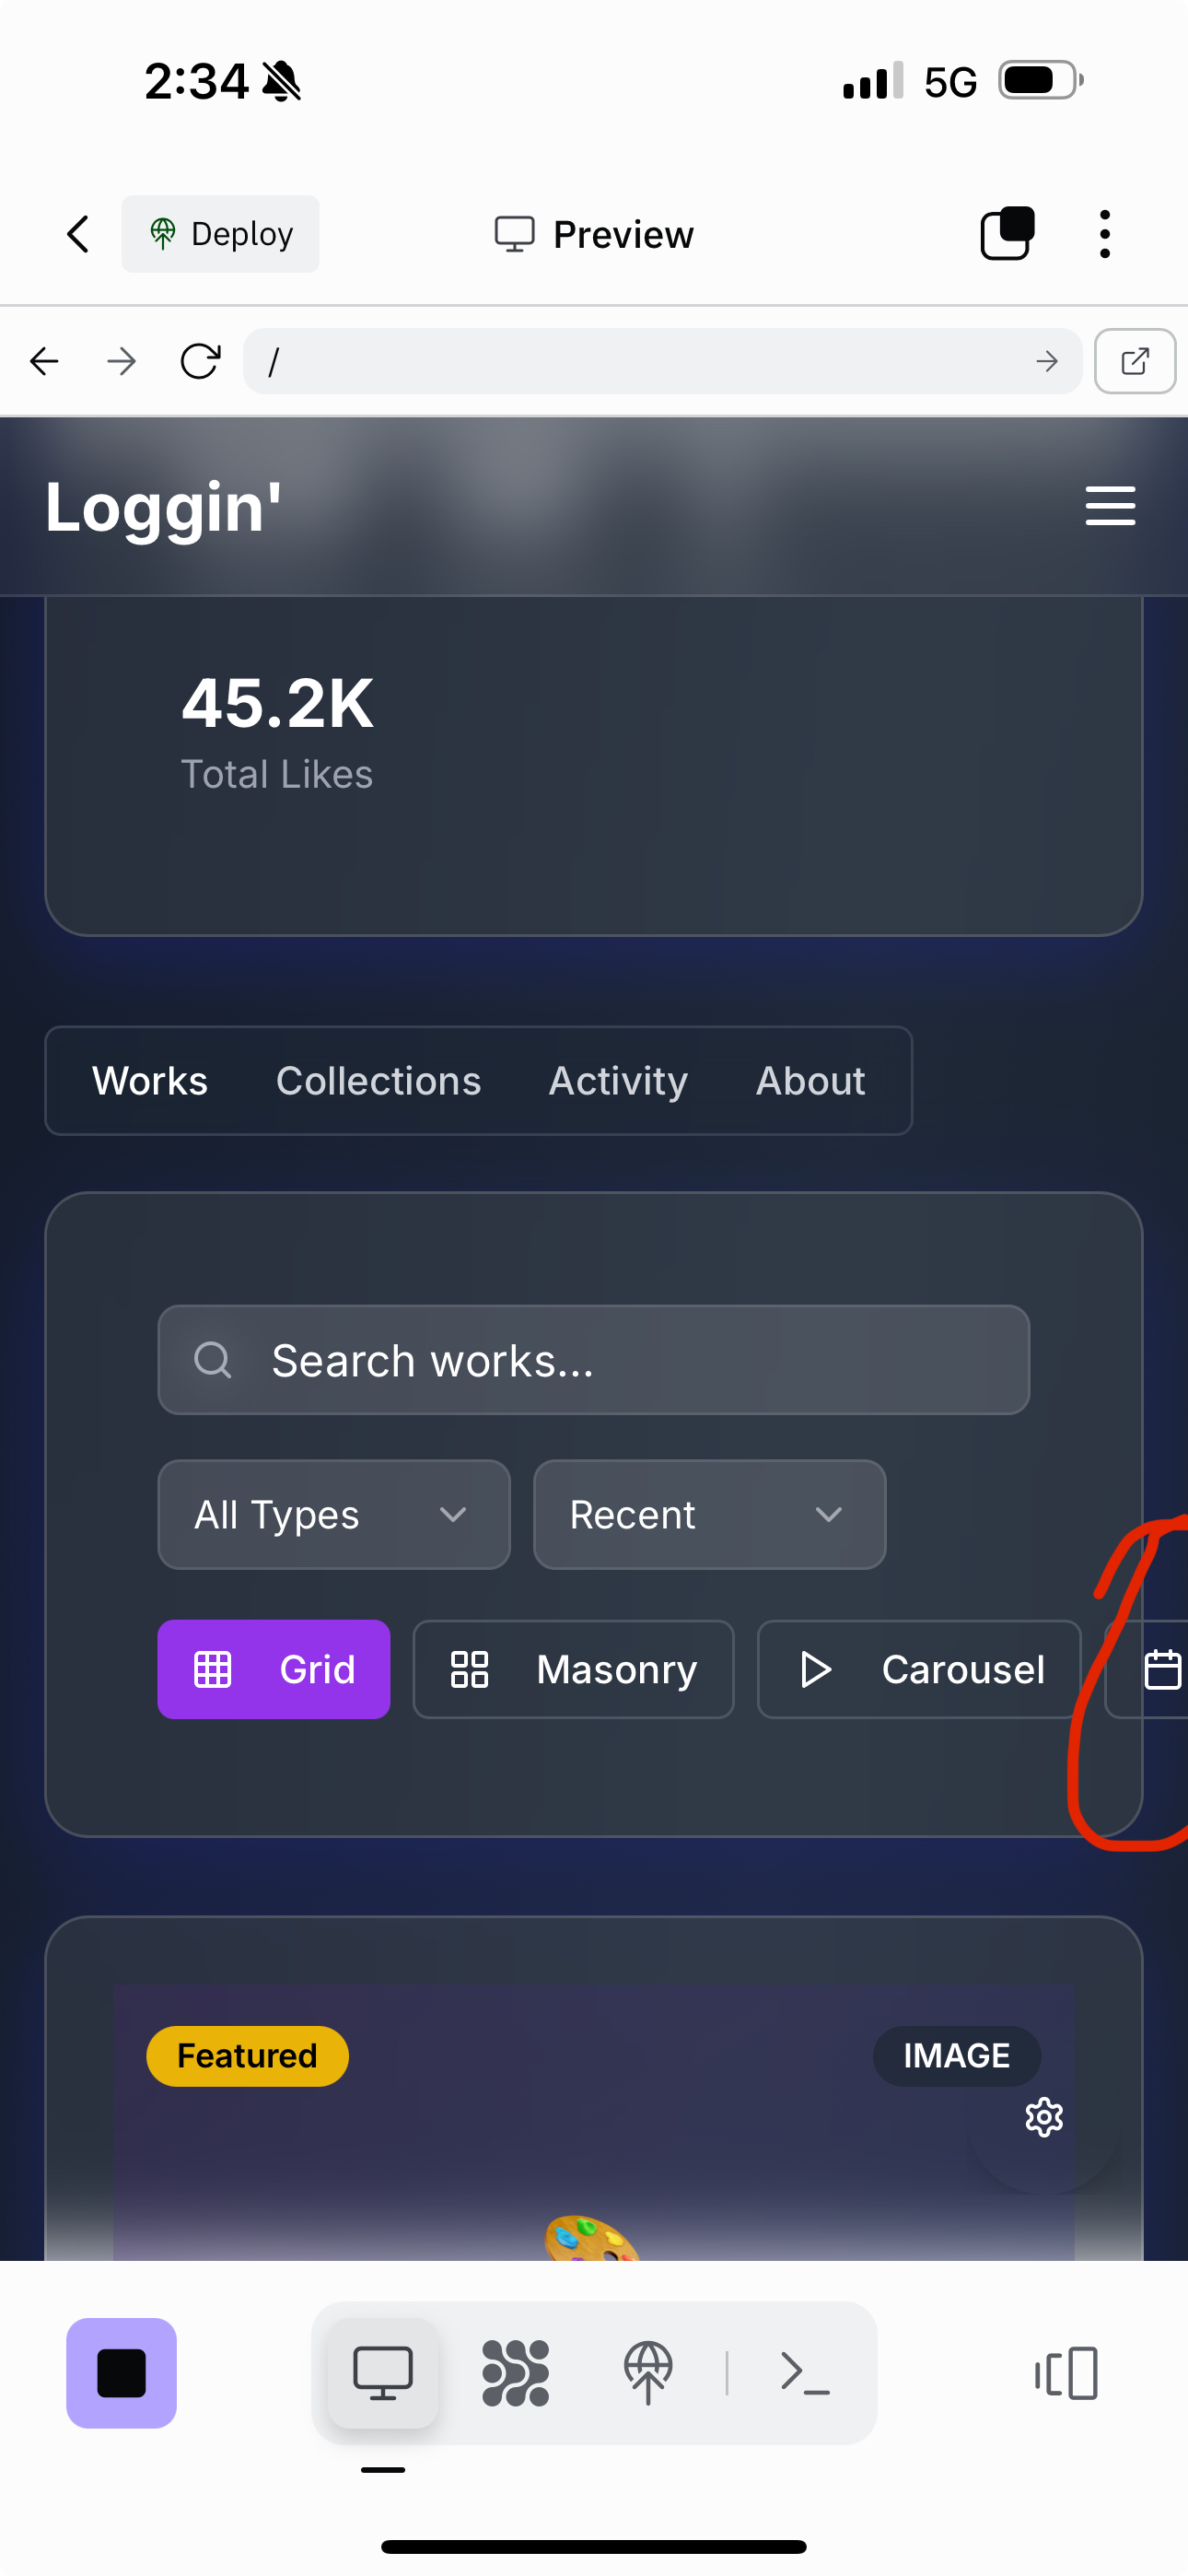 2:34 5G
Deploy Preview
/
Loggin'
45.2K
Total Likes
Works Collections Activity About
Search works...
All Types Recent
Grid Masonry Carousel
Featured IMAGE